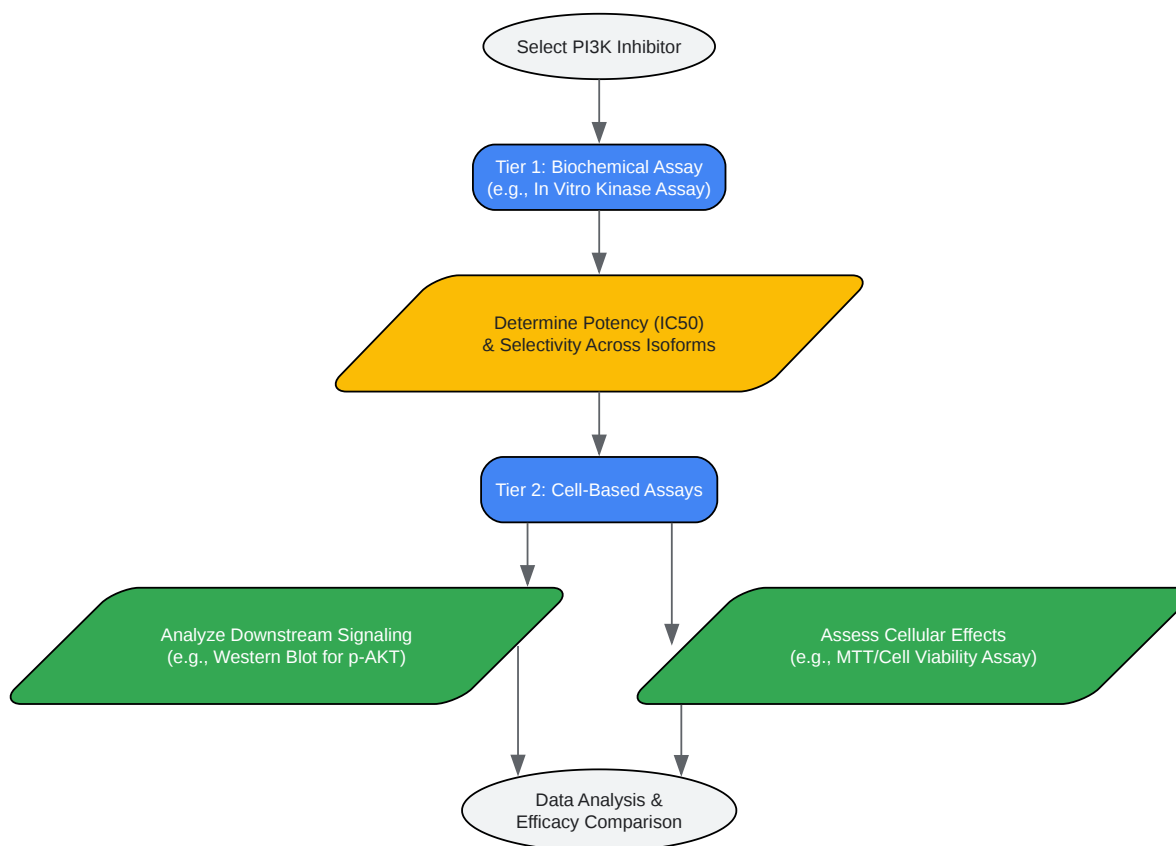 Select PI3K Inhibitor
Tier 1: Biochemical Assay
(e.g., In Vitro Kinase Assay)
Determine Potency (IC50)
& Selectivity Across Isoforms
Tier 2: Cell-Based Assays
Analyze Downstream Signaling
(e.g., Western Blot for p-AKT)
Assess Cellular Effects
(e.g., MTT/Cell Viability Assay)
Data Analysis &
Efficacy Comparison